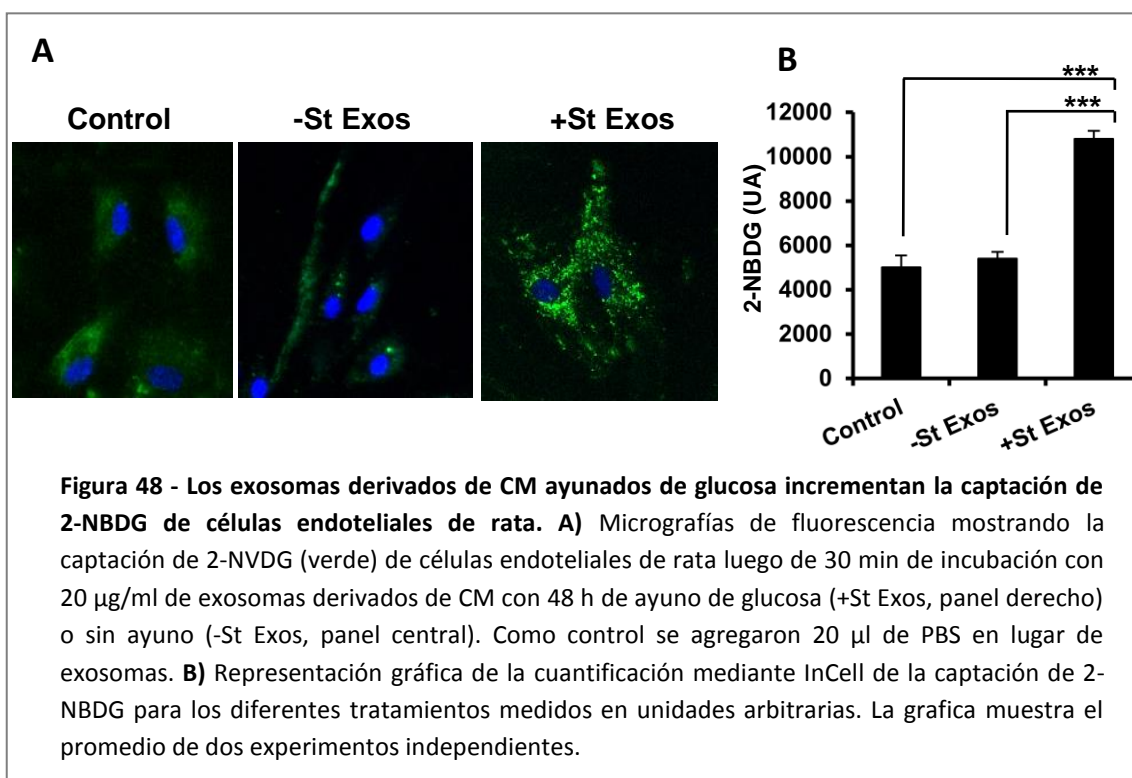 A
Control
-St Exos
+St Exos
B
***
***
2-NBDG (UA)
12000
10000
8000
6000
4000
2000
0
Control
-St Exos
+St Exos
Figura 48 - Los exosomas derivados de CM ayunados de glucosa incrementan la captación de
2-NBDG de células endoteliales de rata. A) Micrografías de fluorescencia mostrando la
captación de 2-NVDG (verde) de células endoteliales de rata luego de 30 min de incubación con
20 µg/ml de exosomas derivados de CM con 48 h de ayuno de glucosa (+St Exos, panel derecho)
o sin ayuno (-St Exos, panel central). Como control se agregaron 20 µl de PBS en lugar de
exosomas. B) Representación gráfica de la cuantificación mediante InCell de la captación de 2-
NBDG para los diferentes tratamientos medidos en unidades arbitrarias. La grafica muestra el
promedio de dos experimentos independientes.